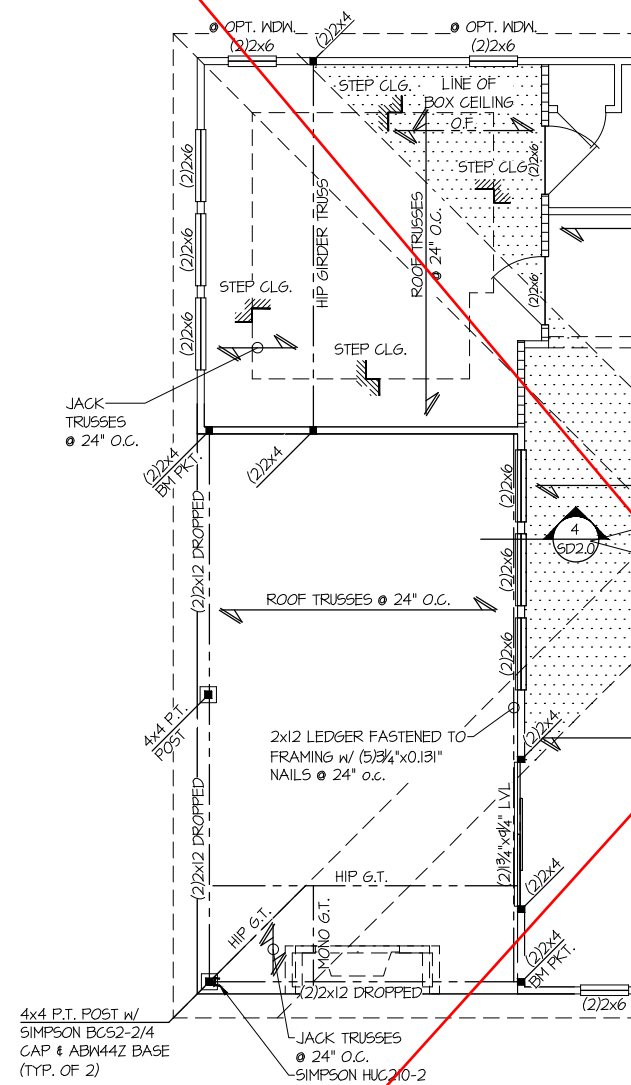 @ OPT. WDW.
(2)2x6
(2)2x4
@ OPT. WDW.
(2)2x6
STEP CLG.
LINE OF
BOX CEILING
O.F.
STEP CLG.
(2)2x6
(2)2x6
(2)2x6
(2)2x6
(2)2x6
HIP GIRDER TRUSS
ROOF TRUSSES
@ 24" O.C.
STEP CLG.
STEP CLG.
JACK
TRUSSES
@ 24" O.C.
(2)2x4
BM PKT.
(2)2x4
(2)2x12 DROPPED
(2)2x6
(2)2x6
(2)2x6
4
SD2.0
ROOF TRUSSES @ 24" O.C.
4x4 P.T.
POST
2x12 LEDGER FASTENED TO
FRAMING w/ (5)3¼"x0.131"
NAILS @ 24" o.c.
(2)2x4
(2)2x12 DROPPED
(2)1¾"x9¼" LVL
HIP G.T.
(2)2x4
HIP G.T.
MONO G.T.
(2)2x4
BM PKT.
(2)2x12 DROPPED
(2)2x6
4x4 P.T. POST w/
SIMPSON BCS2-2/4
CAP & ABW44Z BASE
(TYP. OF 2)
JACK TRUSSES
@ 24" O.C.
SIMPSON HUC210-2